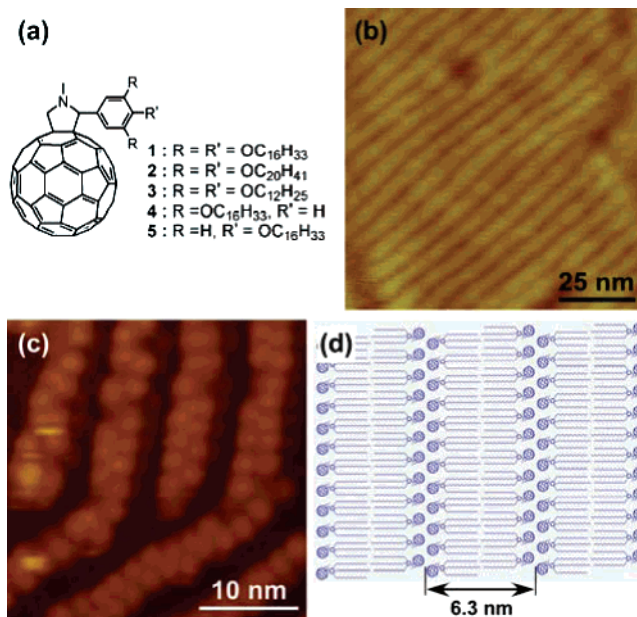 (a)
R
N
R'
R
1 : R = R' = OC16H33
2 : R = R' = OC20H41
3 : R = R' = OC12H25
4 : R =OC16H33, R' = H
5 : R =H, R' = OC16H33
(b)
25 nm
(c)
10 nm
(d)
6.3 nm